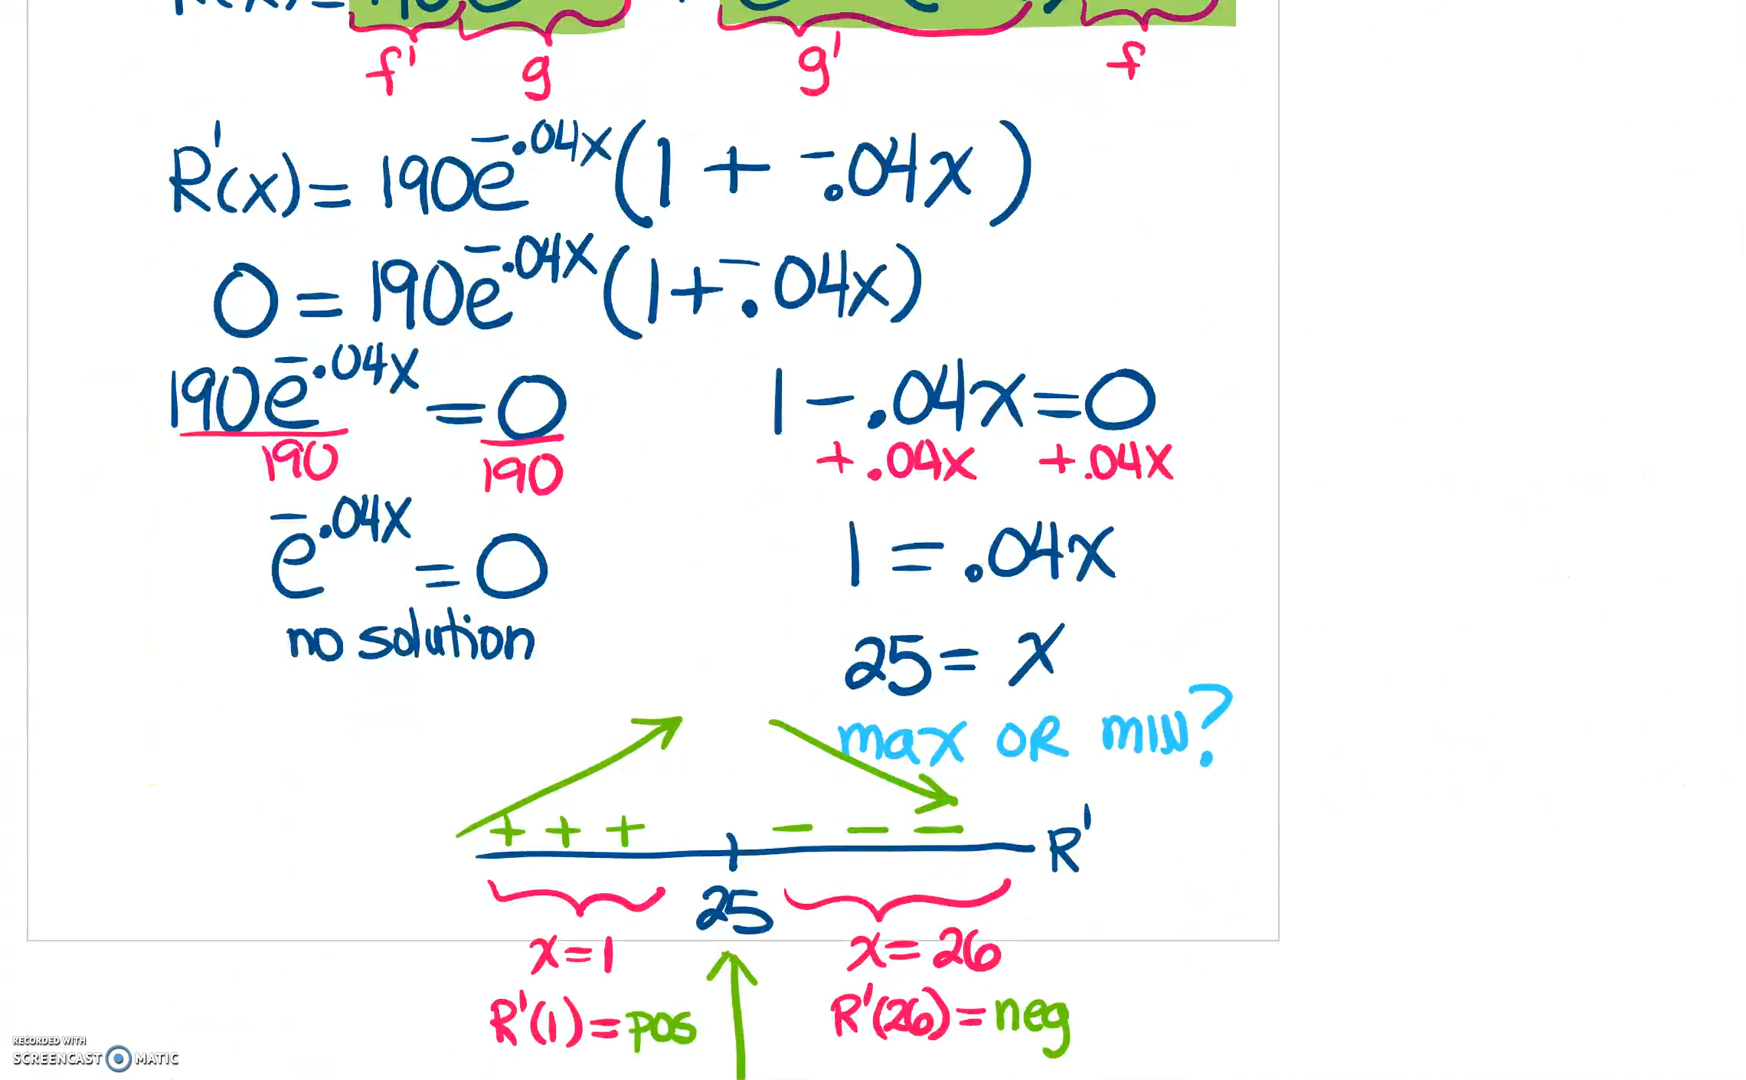 R'(x)= 190e
f' g g' f
R'(x)= 190e^-.04x(1 + -.04x)
0 = 190e^-.04x(1+-.04x)
190e^-.04x = 0
190 190
e^-.04x = 0
no solution
1-.04x=0
+.04x +.04x
1 = .04x
25= x
max OR MIN?
+ + + - - - R'
25
x=1 x=26
R'(1)=pos R'(26)=neg
RECORDED WITH
SCREENCAST MATIC